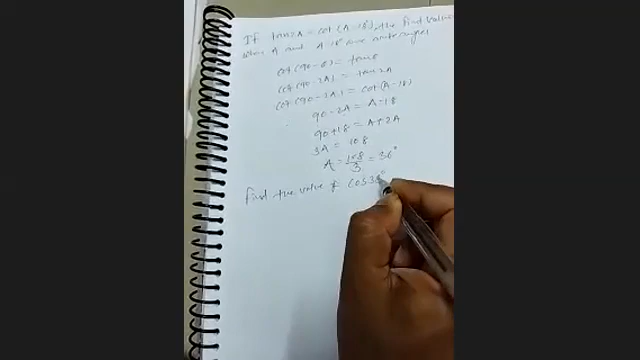 If tan2A = cot (A-18°), the find value
when A and A 18 are acute angles
cot (90-θ) = tanθ
cot (90-2A) = tan2A
cot (90-2A) = cot (A-18)
90-2A = A-18
90+18 = A+2A
3A = 108
A = 108/3 = 36°
find the value of cos38°